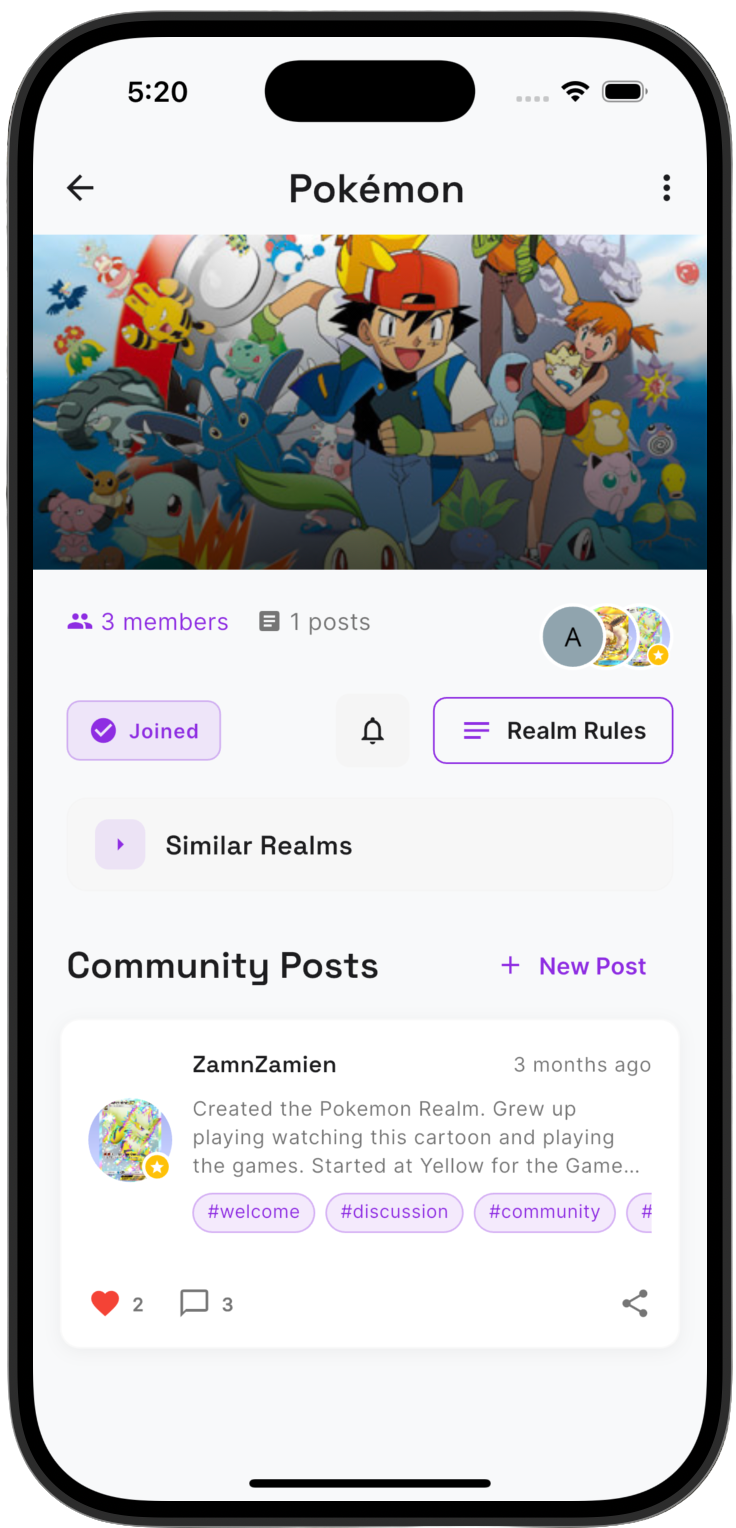 5:20
Pokémon
3 members 1 posts
A
Joined
Realm Rules
Similar Realms
Community Posts
+ New Post
ZamnZamien 3 months ago
Created the Pokemon Realm. Grew up
playing watching this cartoon and playing
the games. Started at Yellow for the Game...
#welcome #discussion #community #
2 3